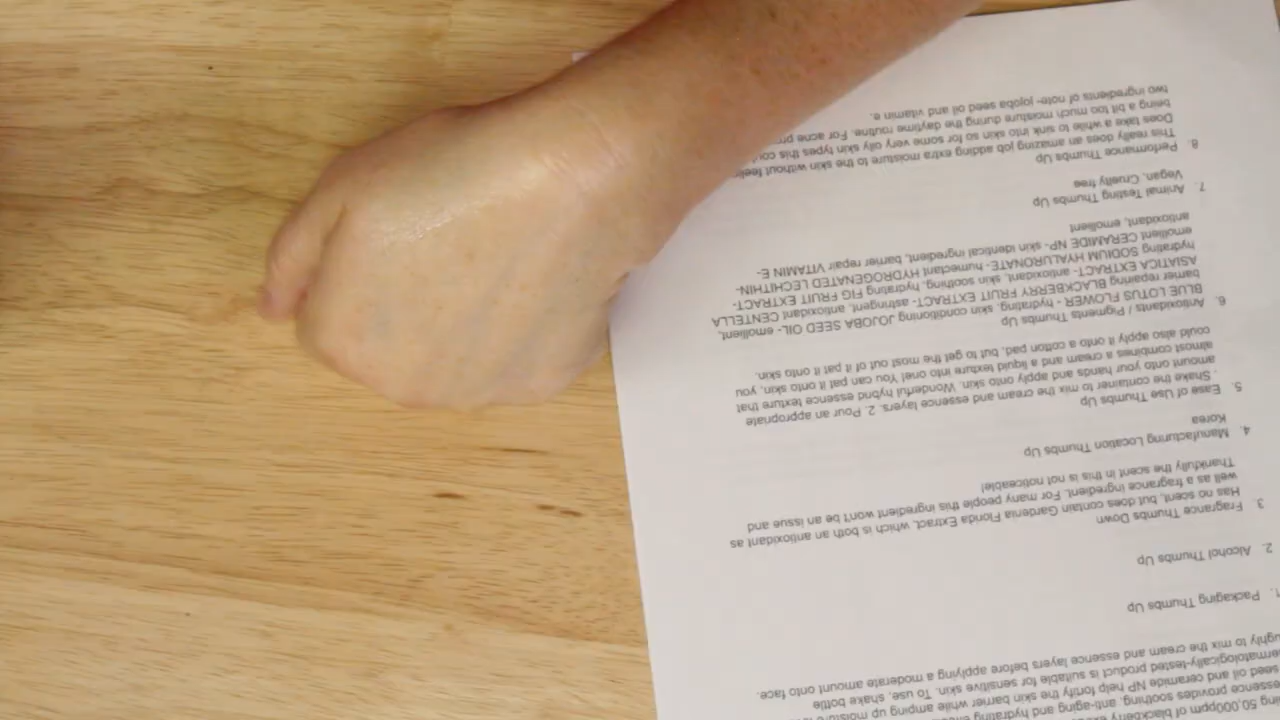 ng 50,000ppm of blackberry
essence provides soothing, anti-aging and hydrating
seed oil and ceramide NP help fortify the skin barrier while amping up moisture
ermatologically-tested product is suitable for sensitive skin. To use, shake bottle
ughly to mix the cream and essence layers before applying a moderate amount onto face.
1. Packaging Thumbs Up
2. Alcohol Thumbs Up
3. Fragrance Thumbs Down
Has no scent, but does contain Gardenia Florida Extract, which is both an antioxidant as
well as a fragrance ingredient. For many people this ingredient won't be an issue and
Thankfully the scent in this is not noticeable!
4. Manufacturing Location Thumbs Up
Korea
5. Ease of Use Thumbs Up
. Shake the container to mix the cream and essence layers. 2. Pour an appropriate
amount onto your hands and apply onto skin. Wonderful hybrid essence texture that
almost combines a cream and a liquid texture into one! You can pat it onto skin, you
could also apply it onto a cotton pad, but to get the most out of it pat it onto skin.
6. Antioxidants / Pigments Thumbs Up
BLUE LOTUS FLOWER - hydrating, skin conditioning JOJOBA SEED OIL- emollient,
barrier repairing BLACKBERRY FRUIT EXTRACT- astringent, antioxidant CENTELLA
ASIATICA EXTRACT- antioxidant, skin soothing, hydrating FIG FRUIT EXTRACT-
hydrating SODIUM HYALURONATE- humectant HYDROGENATED LECHITHIN-
emollient CERAMIDE NP- skin identical ingredient, barrier repair VITAMIN E-
antioxidant, emollient
7. Animal Testing Thumbs Up
Vegan, Cruelty free
8. Performance Thumbs Up
This really does an amazing job adding extra moisture to the skin without feeling
Does take a while to sink into skin so for some very oily skin types this cou
being a bit too much moisture during the daytime routine. For acne pro
two ingredients of note- jojoba seed oil and vitamin e.